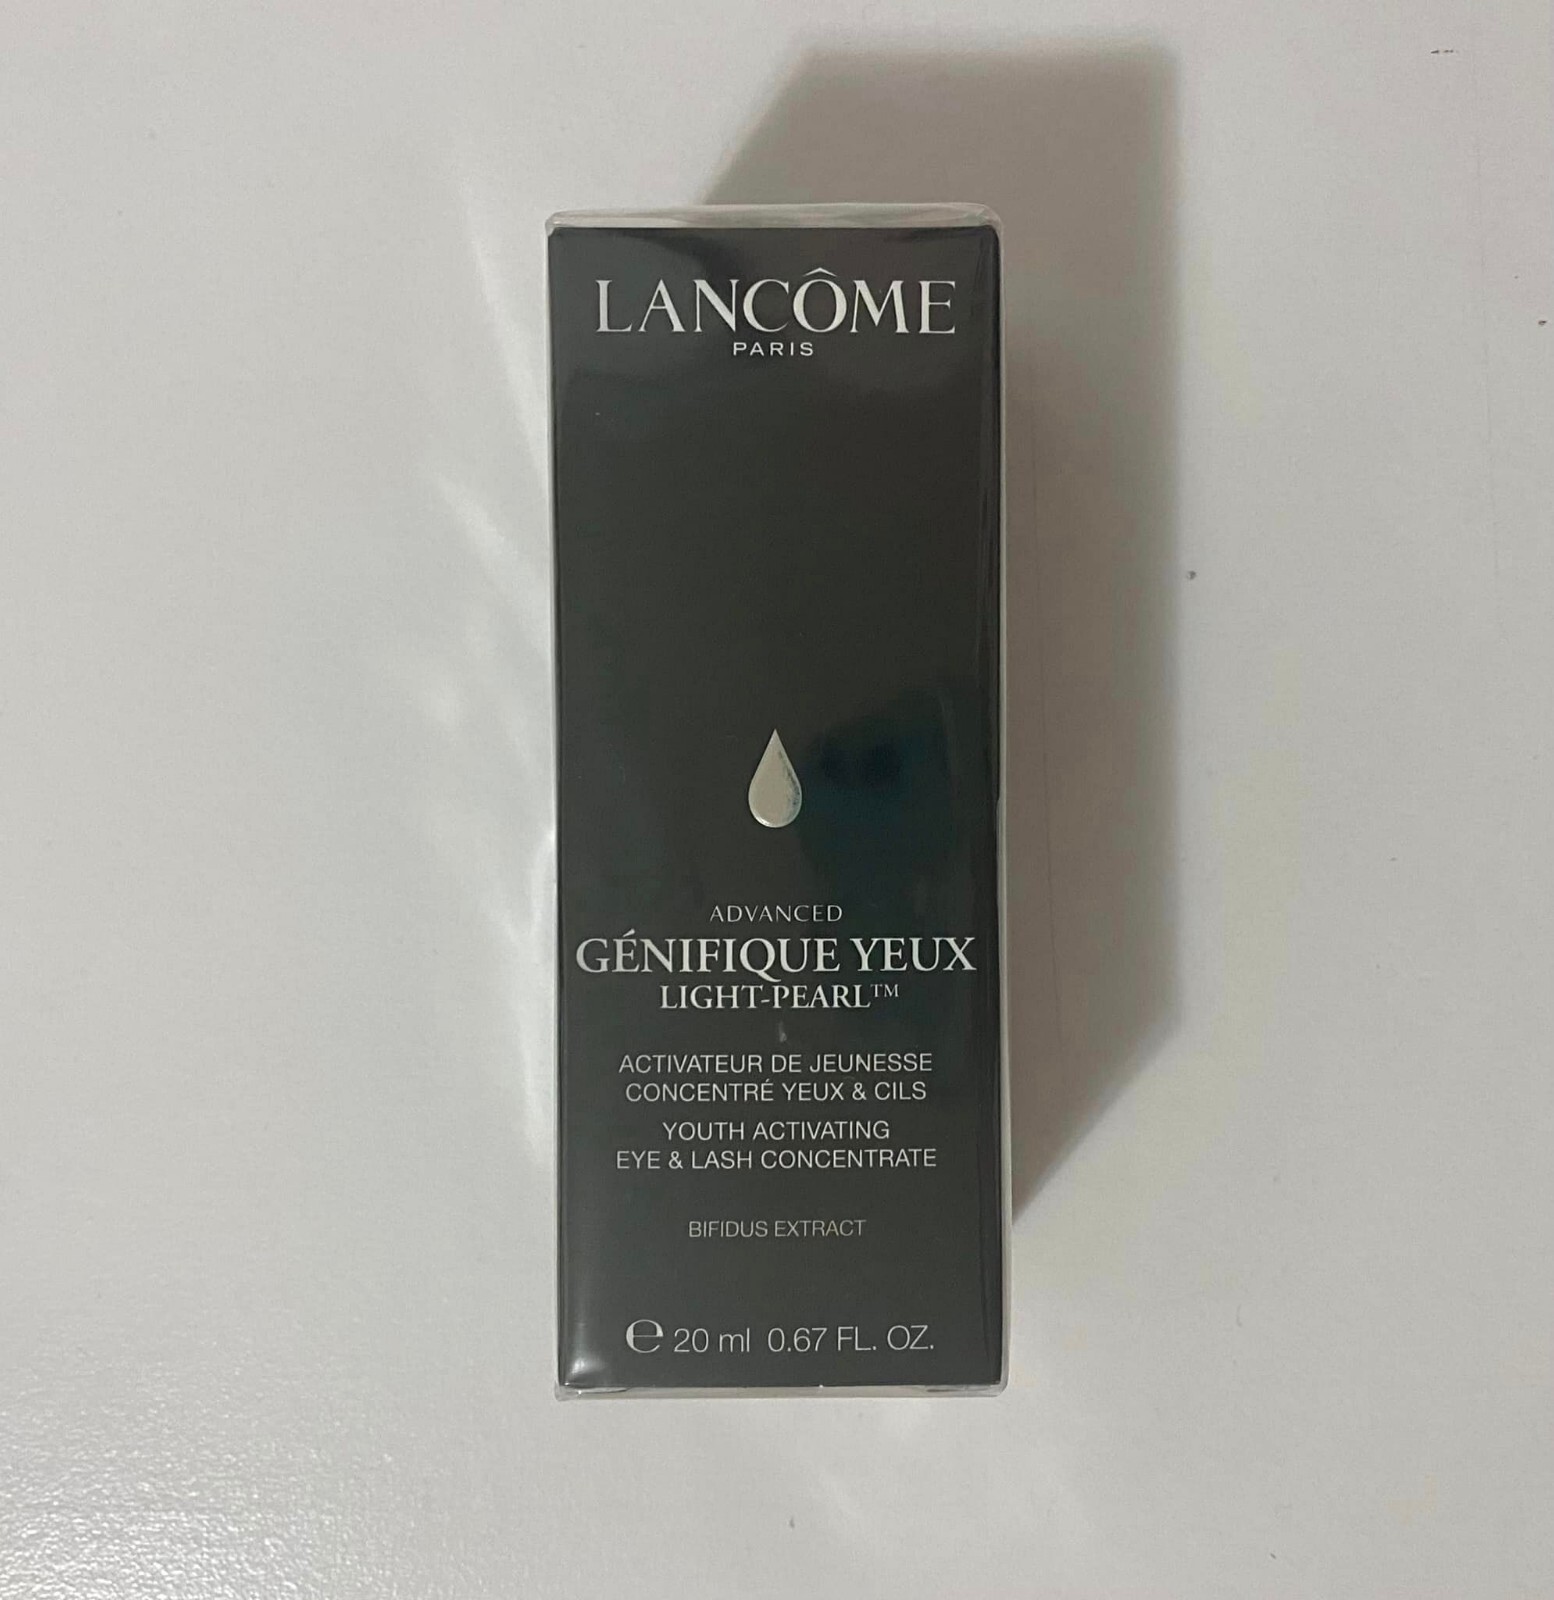 LANCÔME
PARIS
ADVANCED
GÉNIFIQUE YEUX
LIGHT-PEARL™
ACTIVATEUR DE JEUNESSE
CONCENTRÉ YEUX & CILS
YOUTH ACTIVATING
EYE & LASH CONCENTRATE
BIFIDUS EXTRACT
℮ 20 ml 0.67 FL. OZ.